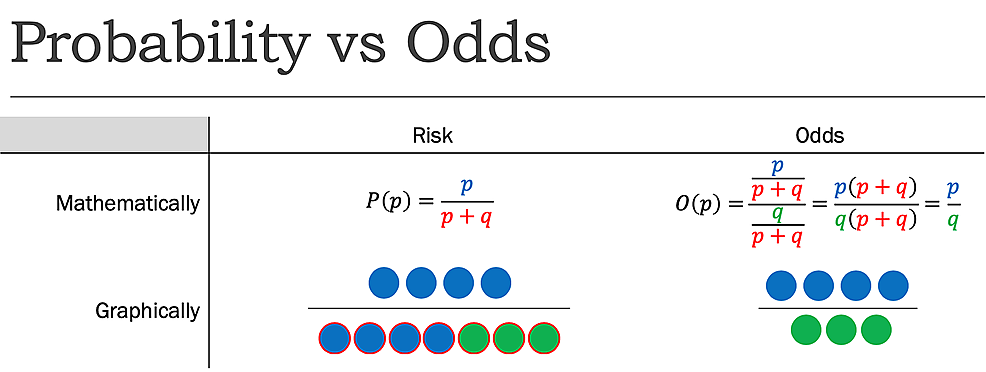 Probability vs Odds
Risk Odds
Mathematically P(p) = p / p + q O(p) = p / p + q / q / p + q = p(p + q) / q(p + q) = p / q
Graphically